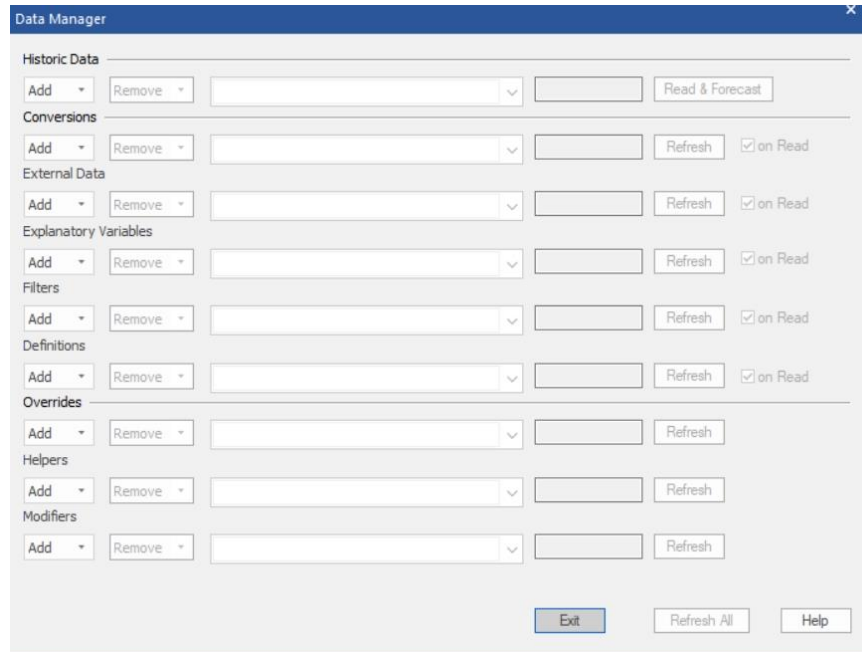 Data Manager
Historic Data
Add Remove Read & Forecast
Conversions
Add Remove Refresh on Read
External Data
Add Remove Refresh on Read
Explanatory Variables
Add Remove Refresh on Read
Filters
Add Remove Refresh on Read
Definitions
Add Remove Refresh on Read
Overrides
Add Remove Refresh
Helpers
Add Remove Refresh
Modifiers
Add Remove Refresh
Exit Refresh All Help